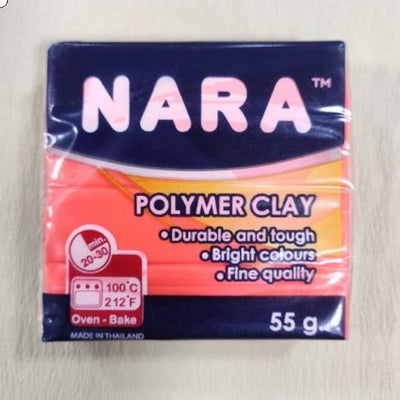 NARA™
POLYMER CLAY
•Durable and tough
•Bright colours•
•Fine quality
min.
20-30
100°C
212°F
Oven - Bake
MADE IN THAILAND
55 g.